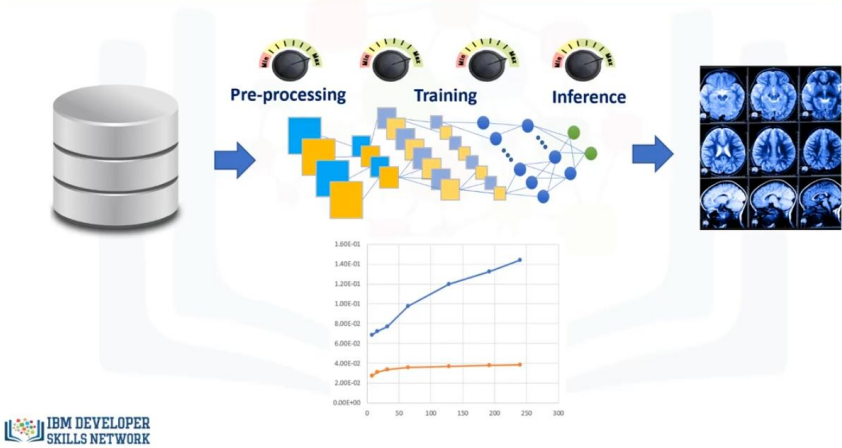 Min Max Min Max Min Max Min Max
Pre-processing Training Inference
1.60E-01
1.40E-01
1.20E-01
1.00E-01
8.00E-02
6.00E-02
4.00E-02
2.00E-02
0.00E+00
0 50 100 150 200 250 300
IBM DEVELOPER
SKILLS NETWORK